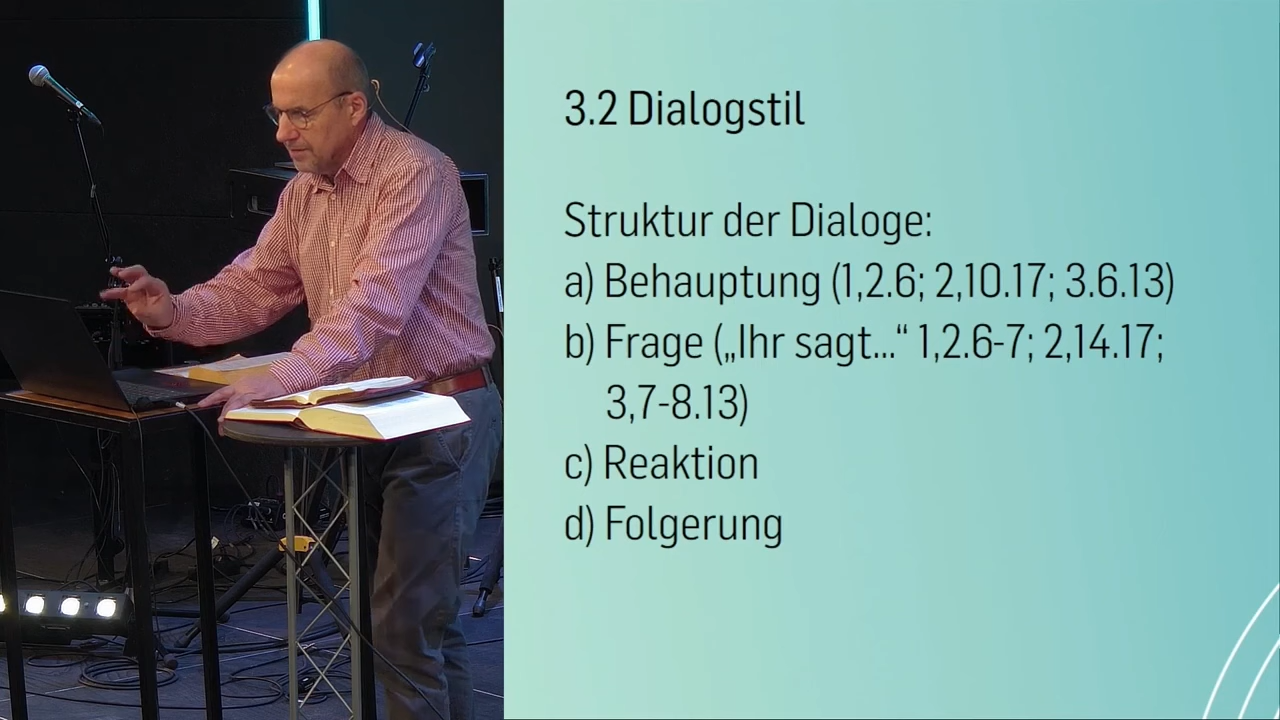 3.2 Dialogstil
Struktur der Dialoge:
a) Behauptung (1,2.6; 2,10.17; 3.6.13)
b) Frage („Ihr sagt...“ 1,2.6-7; 2,14.17;
3,7-8.13)
c) Reaktion
d) Folgerung